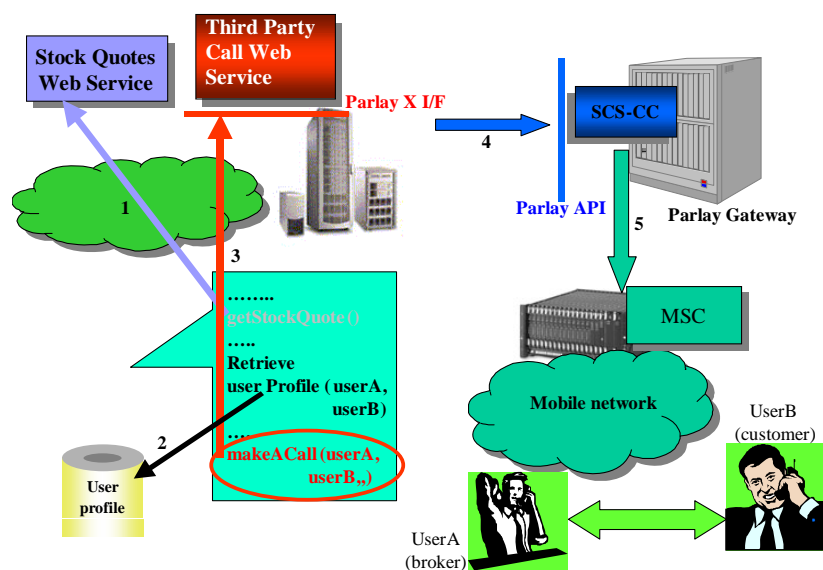 Stock Quotes
Web Service
Third Party
Call Web
Service
Parlay X I/F
4
SCS-CC
Parlay API
Parlay Gateway
1
3
5
……..
getStockQuote()
…..
Retrieve
user Profile (userA,
userB)
….
makeACall(userA,
userB,,)
2
User
profile
MSC
Mobile network
UserB
(customer)
UserA
(broker)